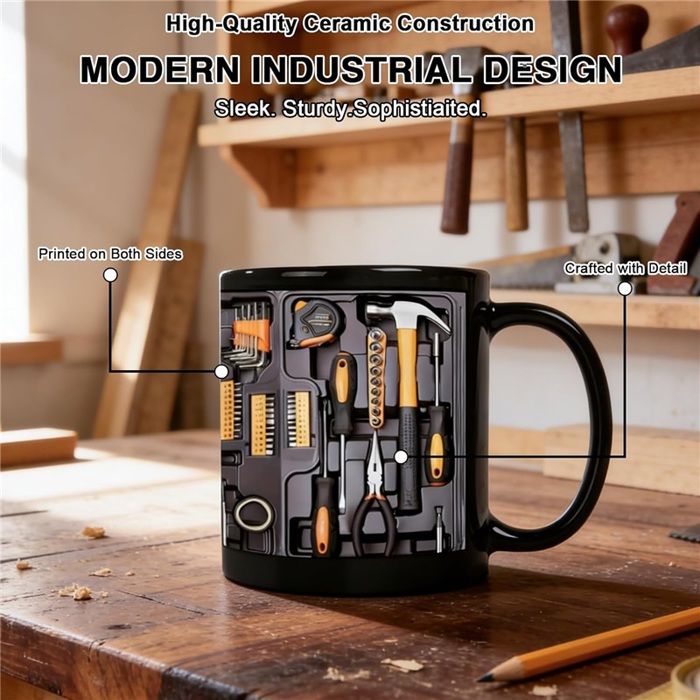 High-Quality Ceramic Construction
MODERN INDUSTRIAL DESIGN
Sleek. Sturdy.Sophistiaited.
Printed on Both Sides
Crafted with Detail